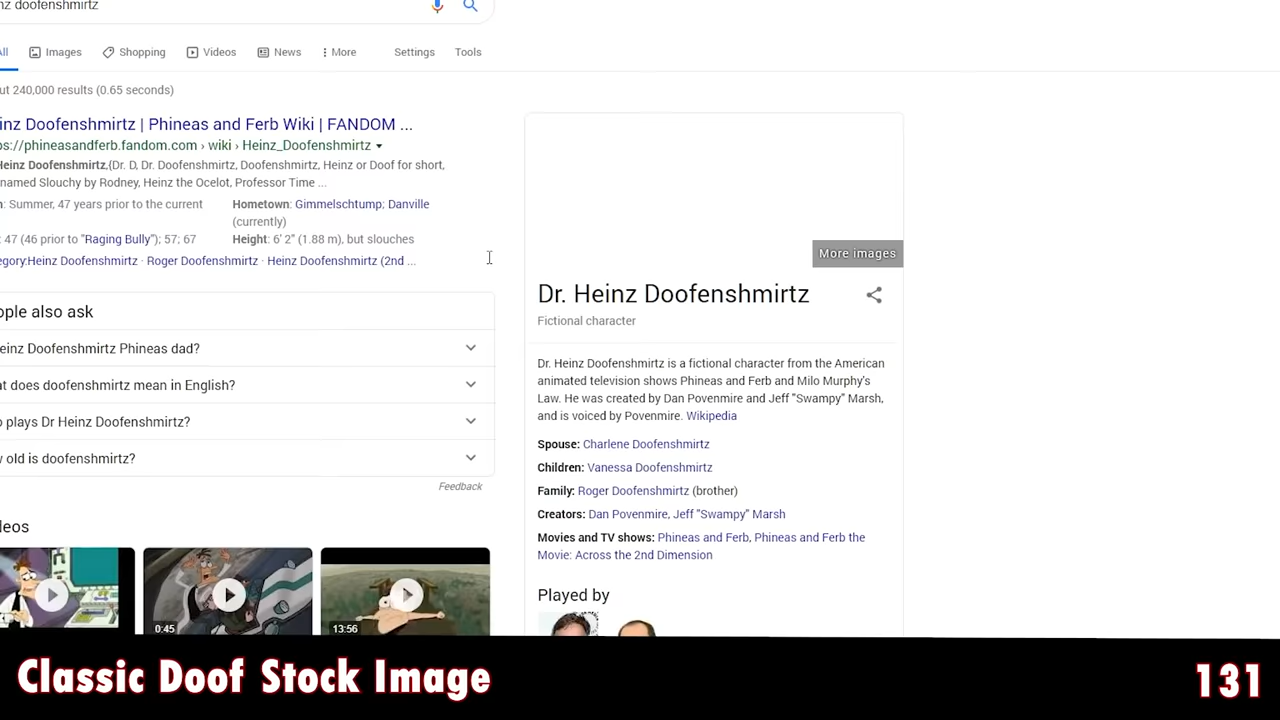 nz doofenshmirtz
All Images Shopping Videos News More Settings Tools
ut 240,000 results (0.65 seconds)
inz Doofenshmirtz | Phineas and Ferb Wiki | FANDOM ...
ps://phineasandferb.fandom.com › wiki › Heinz_Doofenshmirtz
Heinz Doofenshmirtz,(Dr. D, Dr. Doofenshmirtz, Doofenshmirtz, Heinz or Doof for short,
named Slouchy by Rodney, Heinz the Ocelot, Professor Time ...
n: Summer, 47 years prior to the current
Hometown: Gimmelschtump; Danville
(currently)
: 47 (46 prior to "Raging Bully"); 57; 67
Height: 6' 2" (1.88 m), but slouches
egory:Heinz Doofenshmirtz · Roger Doofenshmirtz · Heinz Doofenshmirtz (2nd ...
ople also ask
einz Doofenshmirtz Phineas dad?
at does doofenshmirtz mean in English?
o plays Dr Heinz Doofenshmirtz?
w old is doofenshmirtz?
Feedback
deos
0:45
13:56
More images
Dr. Heinz Doofenshmirtz
Fictional character
Dr. Heinz Doofenshmirtz is a fictional character from the American
animated television shows Phineas and Ferb and Milo Murphy's
Law. He was created by Dan Povenmire and Jeff "Swampy" Marsh,
and is voiced by Povenmire. Wikipedia
Spouse: Charlene Doofenshmirtz
Children: Vanessa Doofenshmirtz
Family: Roger Doofenshmirtz (brother)
Creators: Dan Povenmire, Jeff "Swampy" Marsh
Movies and TV shows: Phineas and Ferb, Phineas and Ferb the
Movie: Across the 2nd Dimension
Played by
Classic Doof Stock Image
131